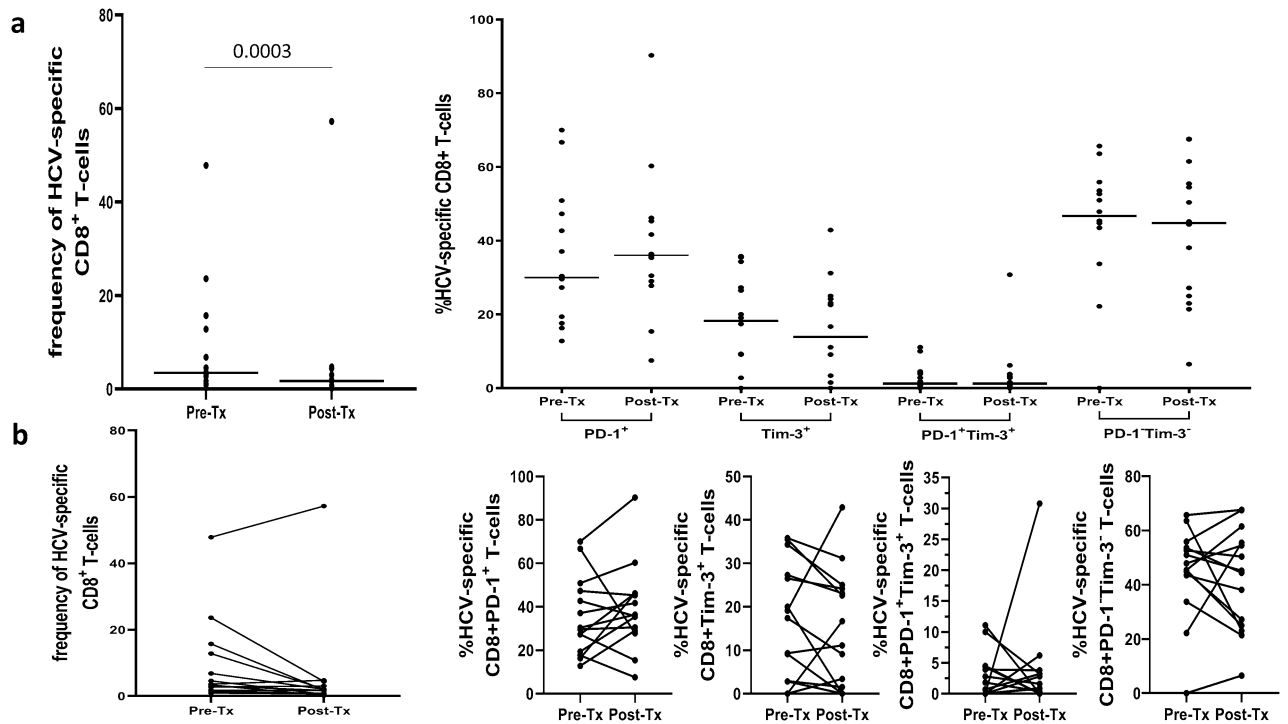 a
frequency of HCV-specific
CD8⁺ T-cells
80
60
40
20
0
0.0003
Pre-Tx
Post-Tx
%HCV-specific CD8+ T-cells
100
80
60
40
20
0
Pre-Tx
Post-Tx
Pre-Tx
Post-Tx
Pre-Tx
Post-Tx
Pre-Tx
Post-Tx
PD-1⁺
Tim-3⁺
PD-1⁺Tim-3⁺
PD-1⁻Tim-3⁻
b
frequency of HCV-specific
CD8⁺ T-cells
80
60
40
20
0
Pre-Tx
Post-Tx
%HCV-specific
CD8+PD-1⁺ T-cells
100
80
60
40
20
0
Pre-Tx Post-Tx
%HCV-specific
CD8+Tim-3⁺ T-cells
50
40
30
20
10
0
Pre-Tx Post-Tx
%HCV-specific
CD8+PD-1⁺Tim-3⁺ T-cells
35
30
25
20
15
10
5
0
Pre-Tx Post-Tx
%HCV-specific
CD8+PD-1⁻Tim-3⁻ T-cells
80
60
40
20
0
Pre-Tx Post-Tx